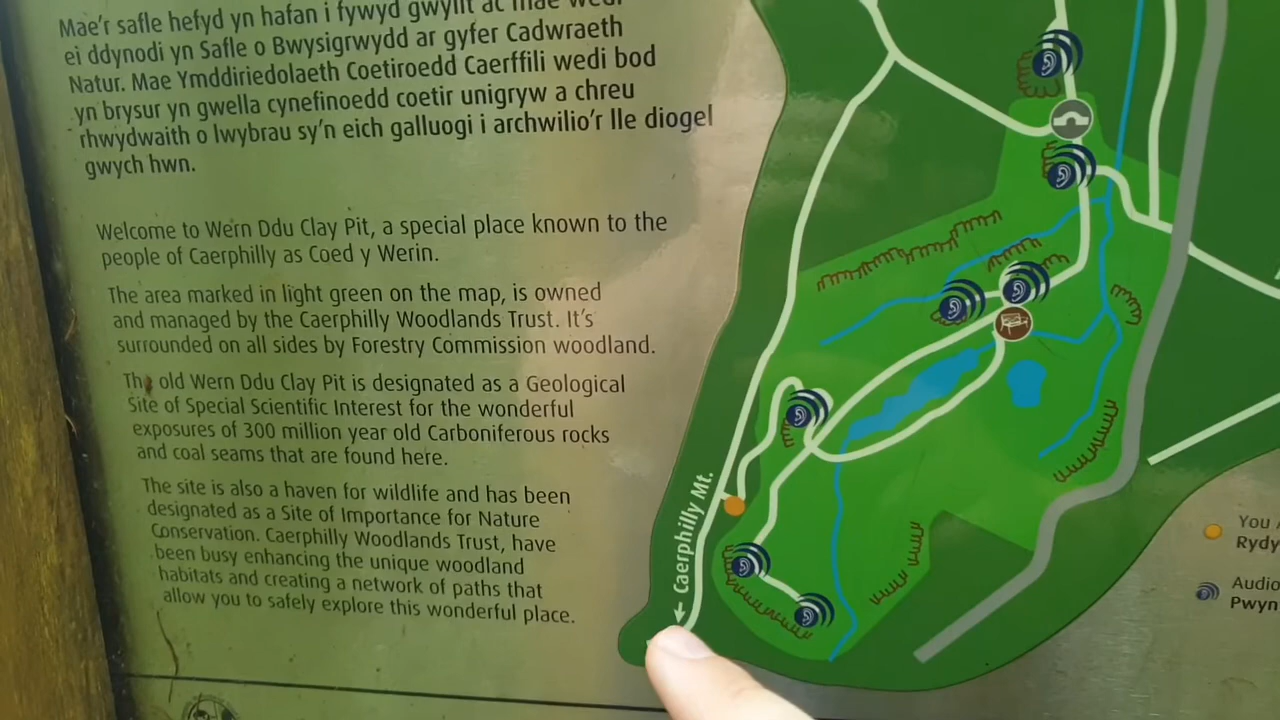 Mae'r safle hefyd yn hafan i fywyd gwyllt ac mae wedi
ei ddynodi yn Safle o Bwysigrwydd ar gyfer Cadwraeth
Natur. Mae Ymddiriedolaeth Coetiroedd Caerffili wedi bod
yn brysur yn gwella cynefinoedd coetir unigryw a chreu
rhwydwaith o lwybrau sy'n eich galluogi i archwilio'r lle diogel
gwych hwn.
Welcome to Wern Ddu Clay Pit, a special place known to the
people of Caerphilly as Coed y Werin.
The area marked in light green on the map, is owned
and managed by the Caerphilly Woodlands Trust. It's
surrounded on all sides by Forestry Commission woodland.
The old Wern Ddu Clay Pit is designated as a Geological
Site of Special Scientific Interest for the wonderful
exposures of 300 million year old Carboniferous rocks
and coal seams that are found here.
The site is also a haven for wildlife and has been
designated as a Site of Importance for Nature
Conservation. Caerphilly Woodlands Trust, have
been busy enhancing the unique woodland
habitats and creating a network of paths that
allow you to safely explore this wonderful place.
← Caerphilly Mt.
You
Rydy
Audio
Pwyn